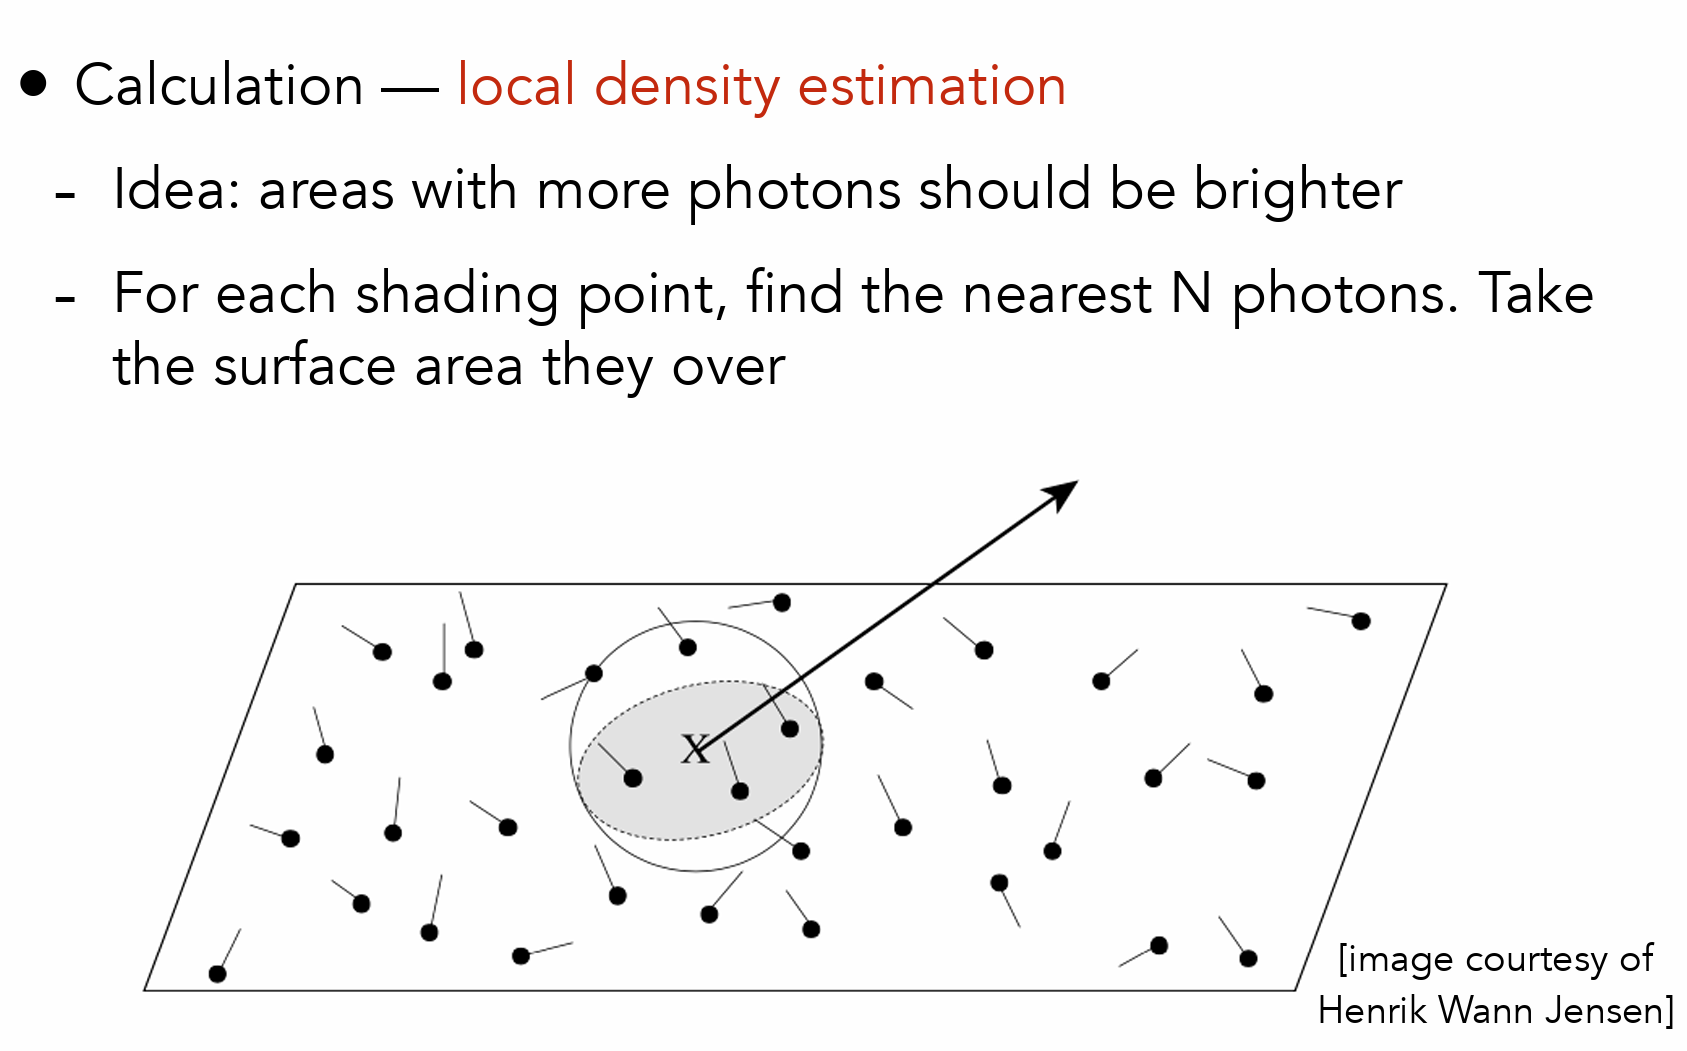 ● Calculation — local density estimation
- Idea: areas with more photons should be brighter
- For each shading point, find the nearest N photons. Take
the surface area they over
X
[image courtesy of
Henrik Wann Jensen]